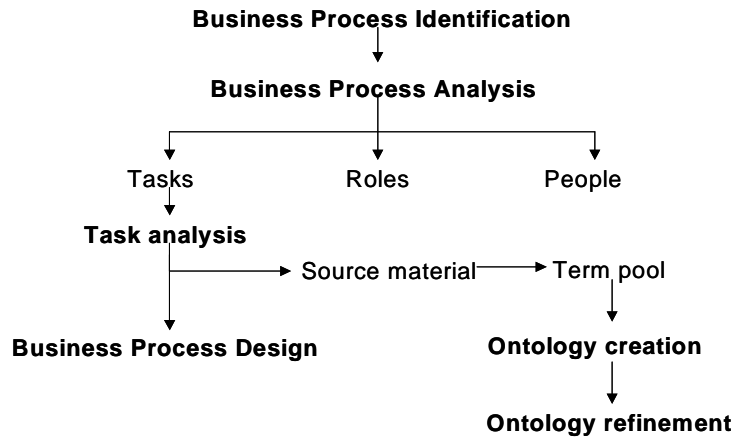 Business Process Identification
Business Process Analysis
Tasks
Roles
People
Task analysis
Source material
Term pool
Business Process Design
Ontology creation
Ontology refinement